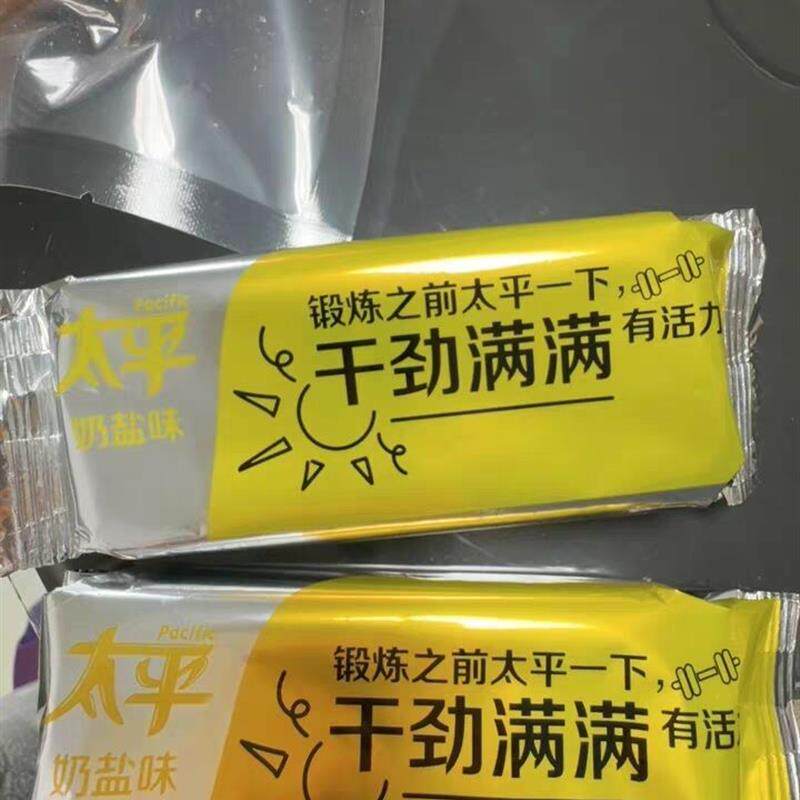 Pacific
太平
奶盐味
锻炼之前太平一下，
干劲满满
有活力
Pacific
太平
奶盐味
锻炼之前太平一下，
干劲满满
有活